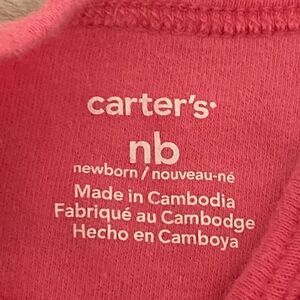 carter's
nb
newborn / nouveau-né
Made in Cambodia
Fabriqué au Cambodge
Hecho en Camboya